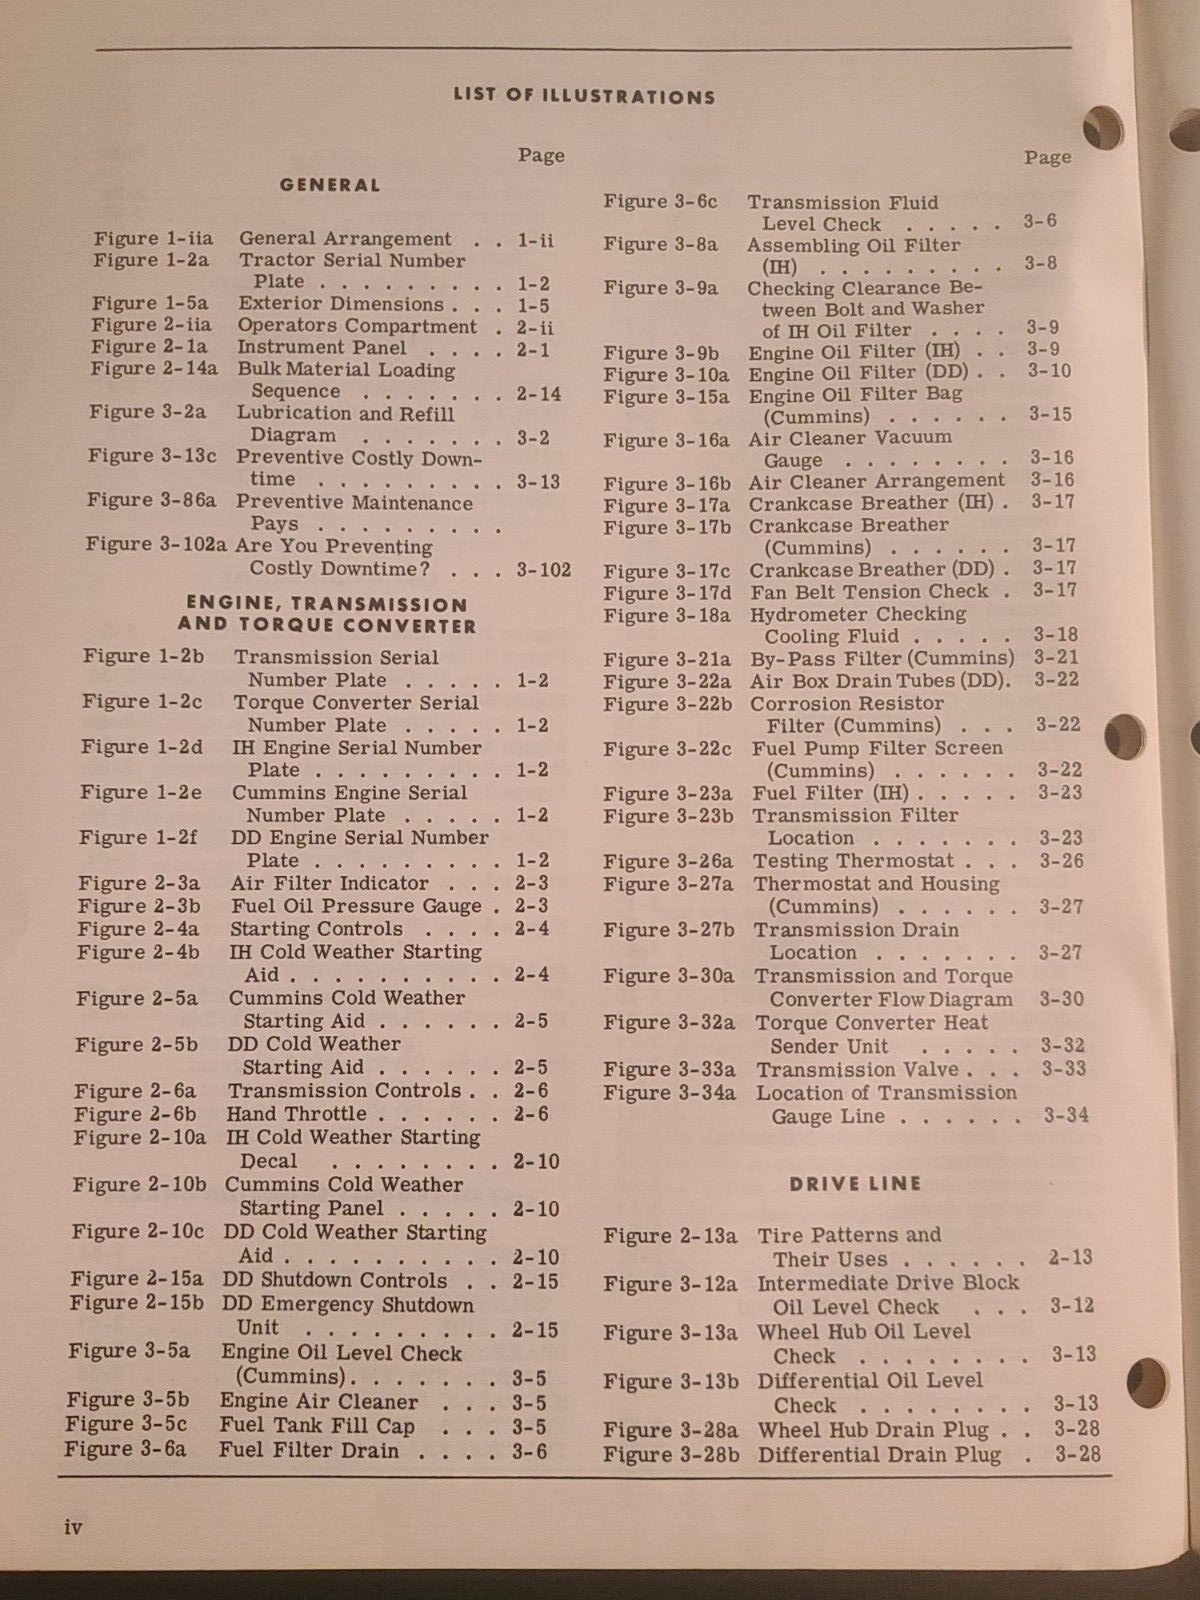 LIST OF ILLUSTRATIONS
Page
GENERAL
Figure 1-iia General Arrangement . . 1-ii
Figure 1-2a Tractor Serial Number
Plate . . . . . . . . . 1-2
Figure 1-5a Exterior Dimensions . . . 1-5
Figure 2-iia Operators Compartment . 2-ii
Figure 2-1a Instrument Panel . . . . 2-1
Figure 2-14a Bulk Material Loading
Sequence . . . . . . . 2-14
Figure 3-2a Lubrication and Refill
Diagram . . . . . . . 3-2
Figure 3-13c Preventive Costly Down-
time . . . . . . . . . 3-13
Figure 3-86a Preventive Maintenance
Pays . . . . . . . . .
Figure 3-102a Are You Preventing
Costly Downtime? . . . 3-102
ENGINE, TRANSMISSION
AND TORQUE CONVERTER
Figure 1-2b Transmission Serial
Number Plate . . . . . 1-2
Figure 1-2c Torque Converter Serial
Number Plate . . . . . 1-2
Figure 1-2d IH Engine Serial Number
Plate . . . . . . . . . 1-2
Figure 1-2e Cummins Engine Serial
Number Plate . . . . . 1-2
Figure 1-2f DD Engine Serial Number
Plate . . . . . . . . . 1-2
Figure 2-3a Air Filter Indicator . . . 2-3
Figure 2-3b Fuel Oil Pressure Gauge . 2-3
Figure 2-4a Starting Controls . . . . 2-4
Figure 2-4b IH Cold Weather Starting
Aid . . . . . . . . . . 2-4
Figure 2-5a Cummins Cold Weather
Starting Aid . . . . . . 2-5
Figure 2-5b DD Cold Weather
Starting Aid . . . . . . 2-5
Figure 2-6a Transmission Controls . . 2-6
Figure 2-6b Hand Throttle . . . . . . 2-6
Figure 2-10a IH Cold Weather Starting
Decal . . . . . . . . 2-10
Figure 2-10b Cummins Cold Weather
Starting Panel . . . . . 2-10
Figure 2-10c DD Cold Weather Starting
Aid . . . . . . . . . . 2-10
Figure 2-15a DD Shutdown Controls . . 2-15
Figure 2-15b DD Emergency Shutdown
Unit . . . . . . . . . 2-15
Figure 3-5a Engine Oil Level Check
(Cummins) . . . . . . . 3-5
Figure 3-5b Engine Air Cleaner . . . 3-5
Figure 3-5c Fuel Tank Fill Cap . . . 3-5
Figure 3-6a Fuel Filter Drain . . . . 3-6
Page
Figure 3-6c Transmission Fluid
Level Check . . . . . 3-6
Figure 3-8a Assembling Oil Filter
(IH) . . . . . . . . . 3-8
Figure 3-9a Checking Clearance Be-
tween Bolt and Washer
of IH Oil Filter . . . . 3-9
Figure 3-9b Engine Oil Filter (IH) . . 3-9
Figure 3-10a Engine Oil Filter (DD) . . 3-10
Figure 3-15a Engine Oil Filter Bag
(Cummins) . . . . . . 3-15
Figure 3-16a Air Cleaner Vacuum
Gauge . . . . . . . . 3-16
Figure 3-16b Air Cleaner Arrangement 3-16
Figure 3-17a Crankcase Breather (IH) . 3-17
Figure 3-17b Crankcase Breather
(Cummins) . . . . . . 3-17
Figure 3-17c Crankcase Breather (DD) . 3-17
Figure 3-17d Fan Belt Tension Check . 3-17
Figure 3-18a Hydrometer Checking
Cooling Fluid . . . . . 3-18
Figure 3-21a By-Pass Filter (Cummins) 3-21
Figure 3-22a Air Box Drain Tubes (DD). 3-22
Figure 3-22b Corrosion Resistor
Filter (Cummins) . . . 3-22
Figure 3-22c Fuel Pump Filter Screen
(Cummins) . . . . . . 3-22
Figure 3-23a Fuel Filter (IH) . . . . . 3-23
Figure 3-23b Transmission Filter
Location . . . . . . . 3-23
Figure 3-26a Testing Thermostat . . . 3-26
Figure 3-27a Thermostat and Housing
(Cummins) . . . . . . 3-27
Figure 3-27b Transmission Drain
Location . . . . . . . 3-27
Figure 3-30a Transmission and Torque
Converter Flow Diagram 3-30
Figure 3-32a Torque Converter Heat
Sender Unit . . . . . 3-32
Figure 3-33a Transmission Valve . . . 3-33
Figure 3-34a Location of Transmission
Gauge Line . . . . . . 3-34
DRIVE LINE
Figure 2-13a Tire Patterns and
Their Uses . . . . . . 2-13
Figure 3-12a Intermediate Drive Block
Oil Level Check . . . 3-12
Figure 3-13a Wheel Hub Oil Level
Check . . . . . . . . 3-13
Figure 3-13b Differential Oil Level
Check . . . . . . . . 3-13
Figure 3-28a Wheel Hub Drain Plug . . 3-28
Figure 3-28b Differential Drain Plug . 3-28
iv